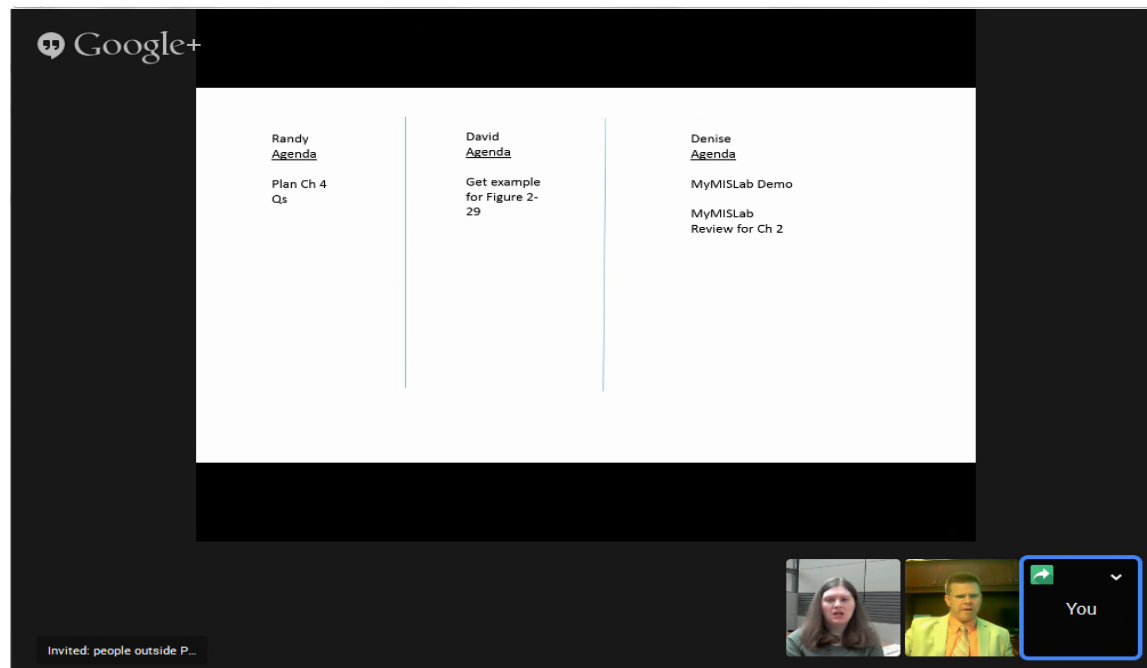 Google+
Randy
Agenda
Plan Ch 4
Qs
David
Agenda
Get example
for Figure 2-
29
Denise
Agenda
MyMISLab Demo
MyMISLab
Review for Ch 2
You
Invited: people outside P...